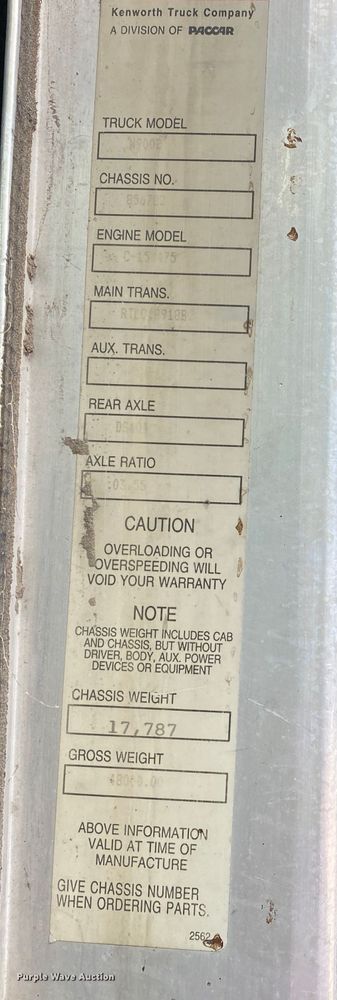 Kenworth Truck Company
A DIVISION OF PACCAR
TRUCK MODEL
CHASSIS NO.
ENGINE MODEL
MAIN TRANS.
AUX. TRANS.
REAR AXLE
AXLE RATIO
CAUTION
OVERLOADING OR
OVERSPEEDING WILL
VOID YOUR WARRANTY
NOTE
CHASSIS WEIGHT INCLUDES CAB
AND CHASSIS, BUT WITHOUT
DRIVER, BODY, AUX. POWER
DEVICES OR EQUIPMENT
CHASSIS WEIGHT
17,787
GROSS WEIGHT
ABOVE INFORMATION
VALID AT TIME OF
MANUFACTURE
GIVE CHASSIS NUMBER
WHEN ORDERING PARTS.
Purple Wave Auction